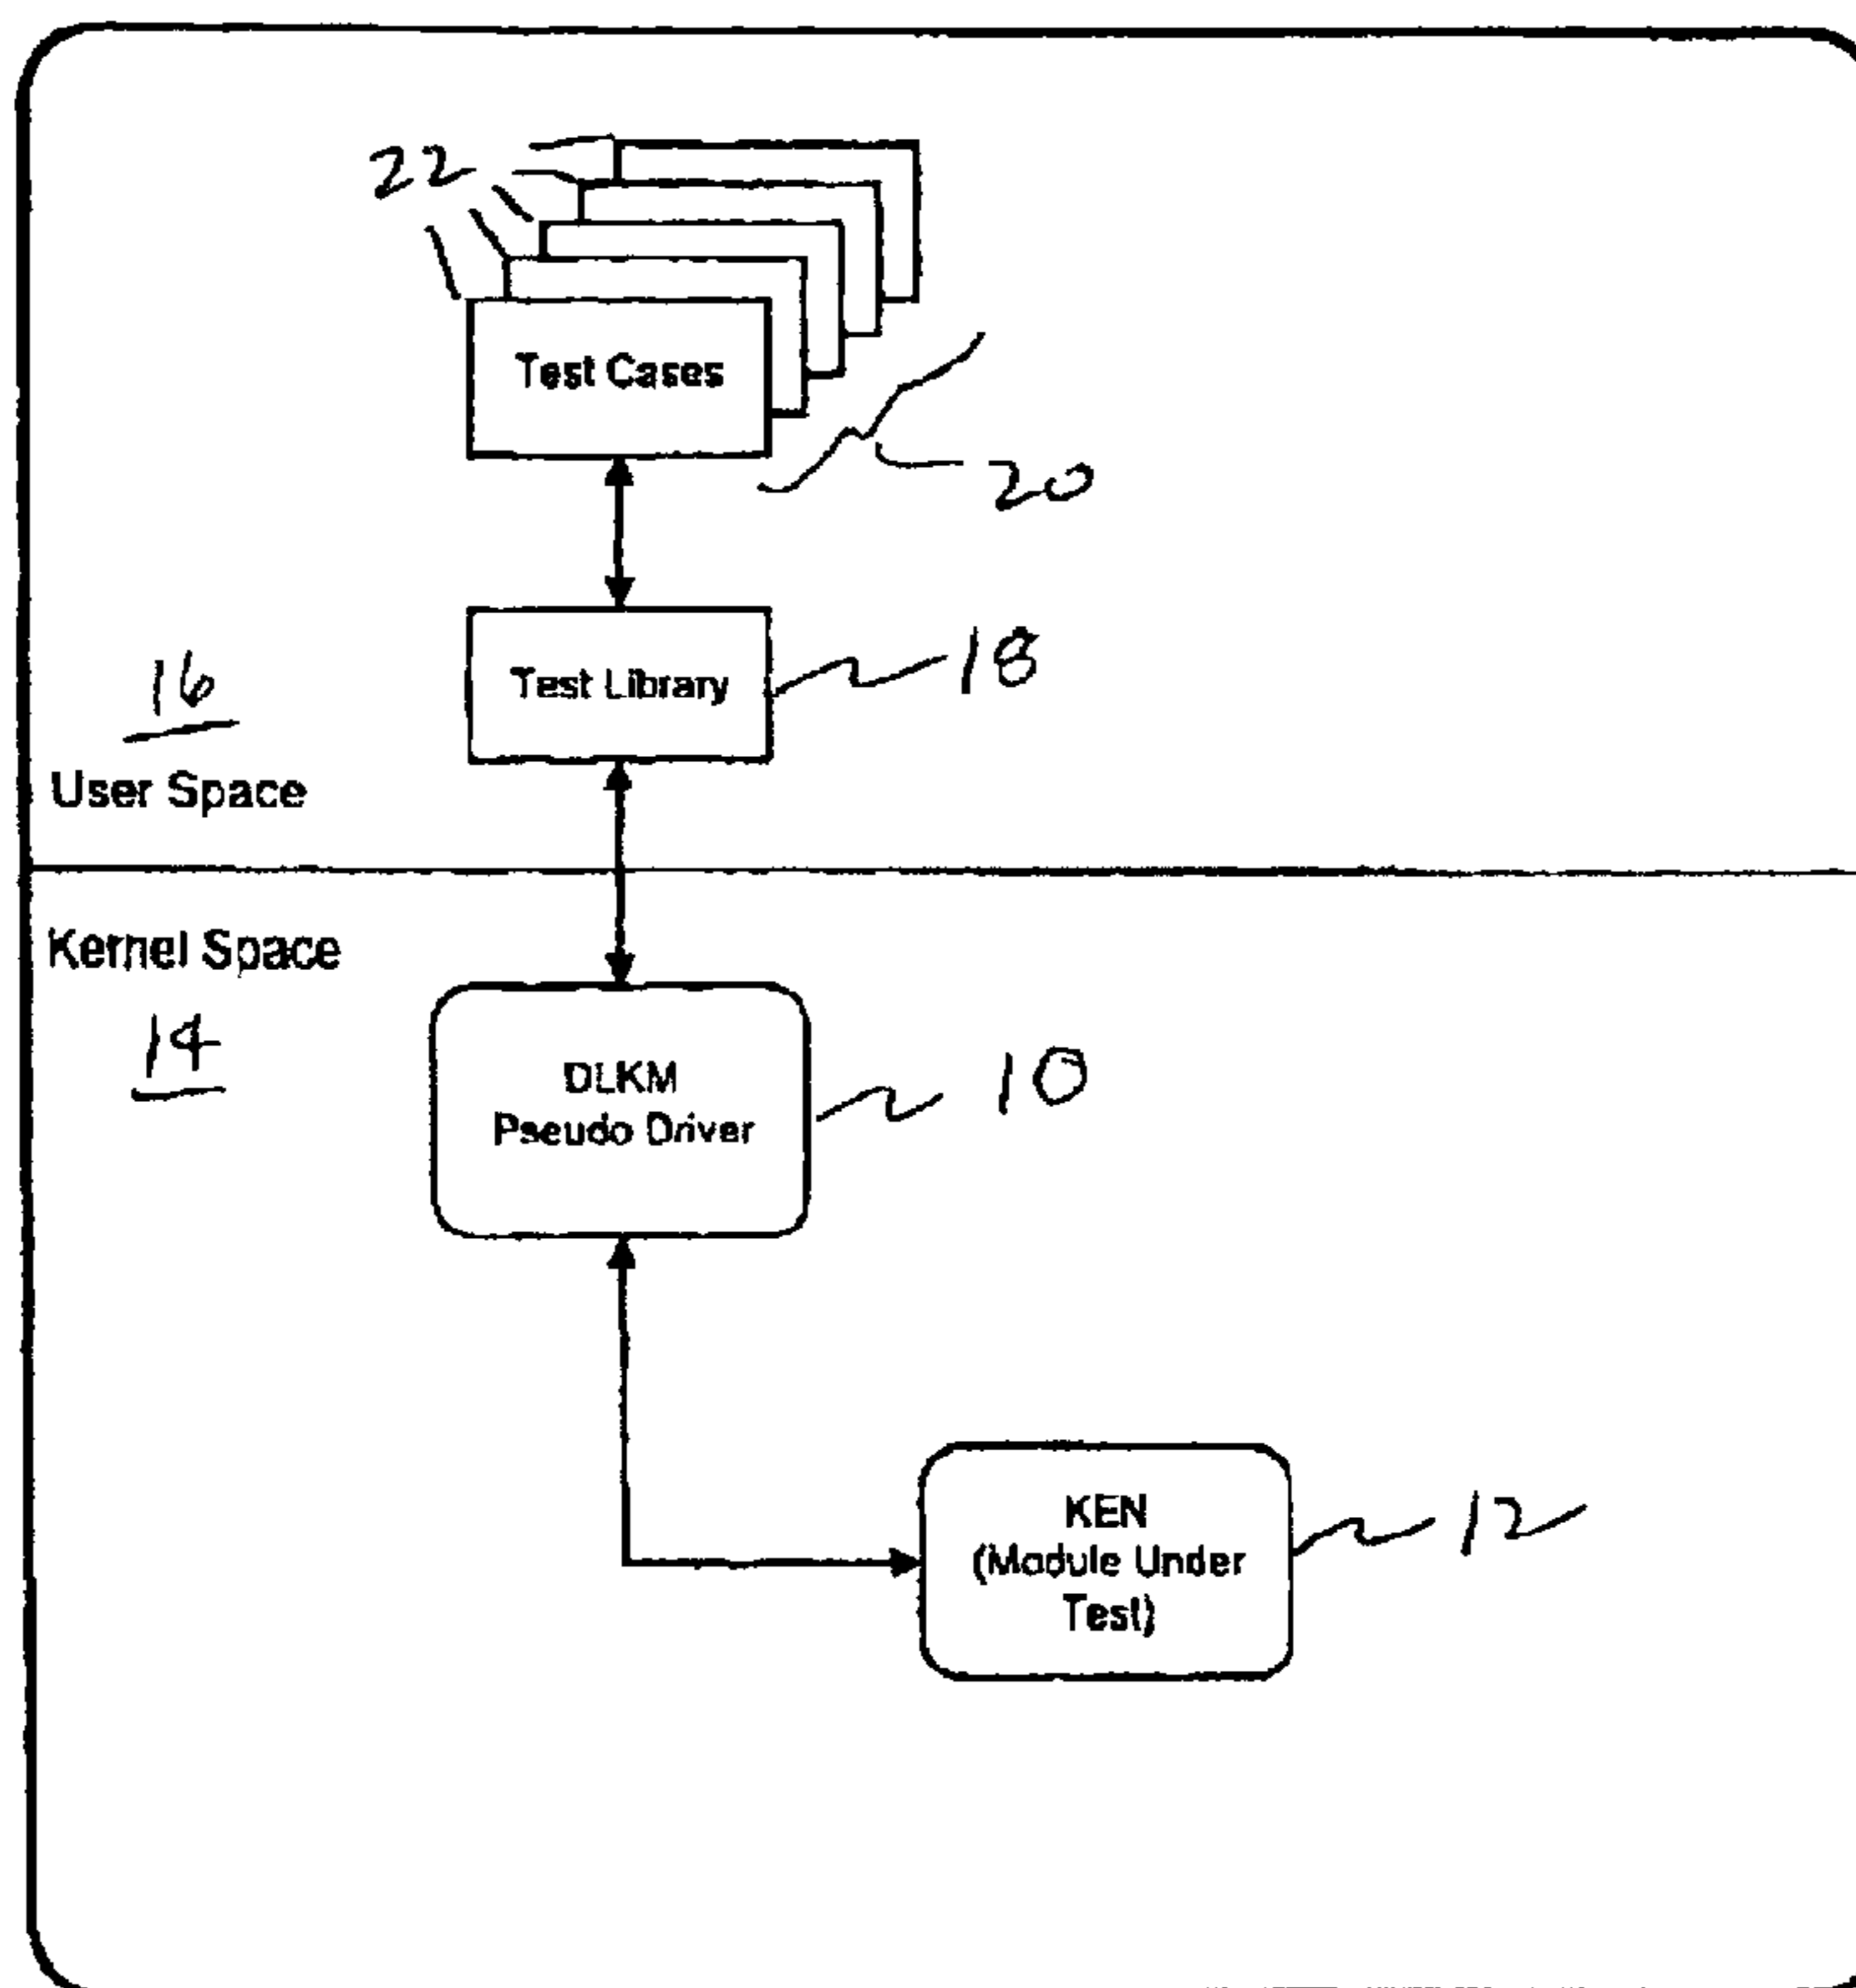 22
Test Cases
20
Test Library
18
16
User Space
Kernel Space
14
DLKM
Pseudo Driver
10
KEN
(Module Under
Test)
12